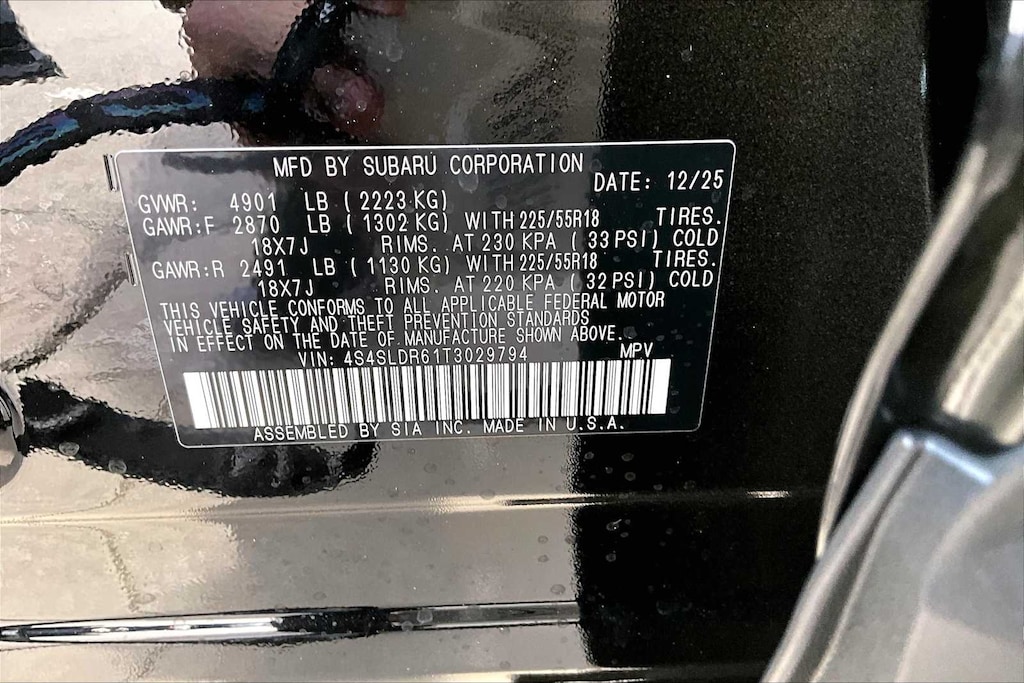 MFD BY SUBARU CORPORATION
DATE: 12/25
GVWR: 4901 LB ( 2223 KG)
GAWR:F 2870 LB ( 1302 KG) WITH 225/55R18 TIRES.
18X7J RIMS. AT 230 KPA ( 33 PSI) COLD
GAWR:R 2491 LB ( 1130 KG) WITH 225/55R18 TIRES.
18X7J RIMS. AT 220 KPA ( 32 PSI) COLD
THIS VEHICLE CONFORMS TO ALL APPLICABLE FEDERAL MOTOR
VEHICLE SAFETY AND THEFT PREVENTION STANDARDS
IN EFFECT ON THE DATE OF MANUFACTURE SHOWN ABOVE.
VIN: 4S4SLDR61T3029794 MPV
ASSEMBLED BY SIA INC. MADE IN U.S.A.